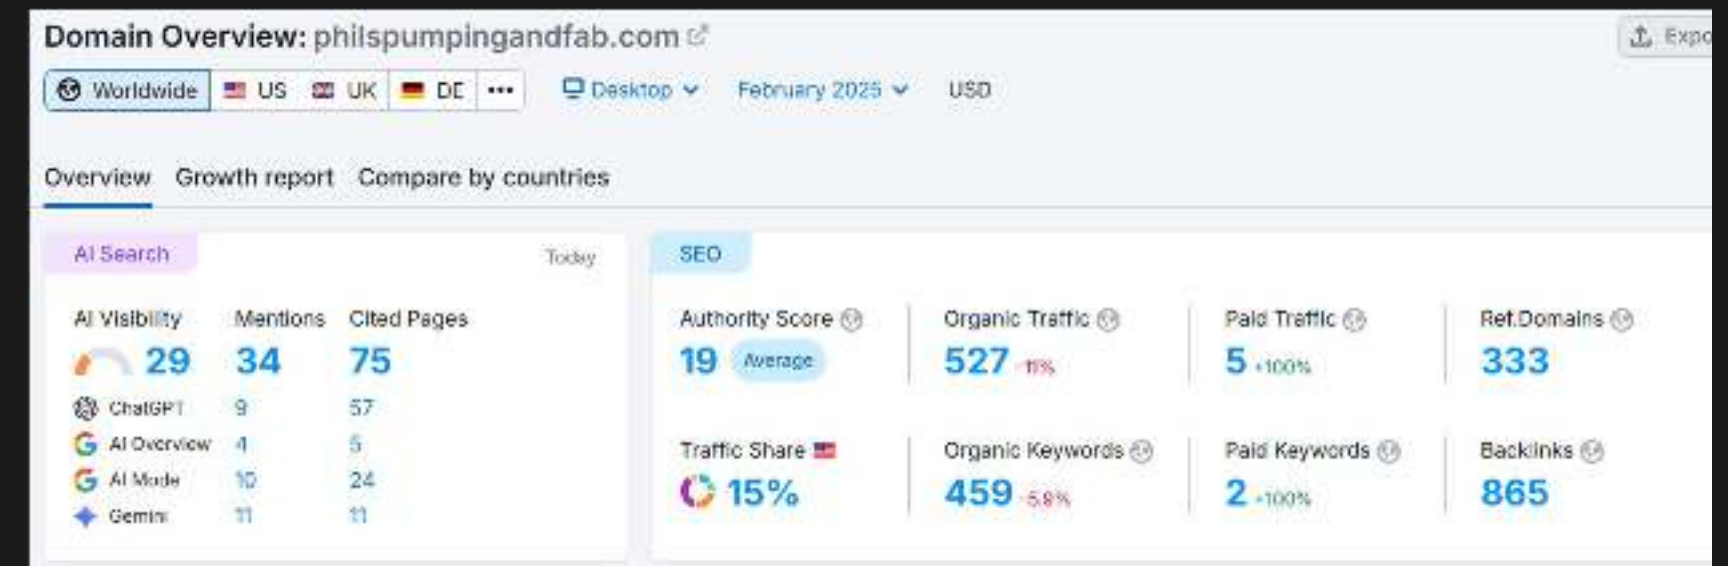 Domain Overview: philspumpingandfab.com
Expo
Worldwide US UK DE ••• Desktop February 2025 USD
Overview Growth report Compare by countries
AI Search Today
AI Visibility Mentions Cited Pages
29 34 75
ChatGPT 9 57
AI Overview 4 5
AI Mode 10 24
Gemini 11 11
SEO
Authority Score Organic Traffic Paid Traffic Ref.Domains
19 Average 527 -11% 5 +100% 333
Traffic Share Organic Keywords Paid Keywords Backlinks
15% 459 -5.8% 2 +100% 865